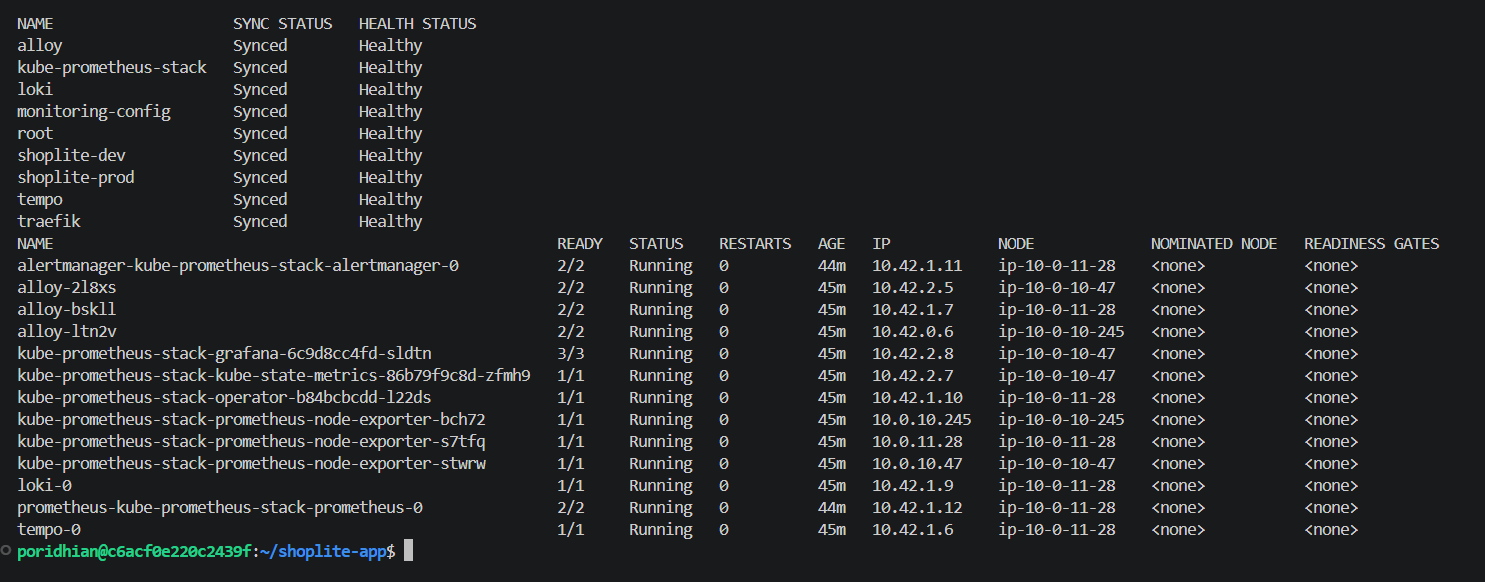 NAME SYNC STATUS HEALTH STATUS
alloy Synced Healthy
kube-prometheus-stack Synced Healthy
loki Synced Healthy
monitoring-config Synced Healthy
root Synced Healthy
shoplite-dev Synced Healthy
shoplite-prod Synced Healthy
tempo Synced Healthy
traefik Synced Healthy
NAME READY STATUS RESTARTS AGE IP NODE NOMINATED NODE READINESS GATES
alertmanager-kube-prometheus-stack-alertmanager-0 2/2 Running 0 44m 10.42.1.11 ip-10-0-11-28 <none> <none>
alloy-2l8xs 2/2 Running 0 45m 10.42.2.5 ip-10-0-10-47 <none> <none>
alloy-bskll 2/2 Running 0 45m 10.42.1.7 ip-10-0-11-28 <none> <none>
alloy-ltn2v 2/2 Running 0 45m 10.42.0.6 ip-10-0-10-245 <none> <none>
kube-prometheus-stack-grafana-6c9d8cc4fd-sldtn 3/3 Running 0 45m 10.42.2.8 ip-10-0-10-47 <none> <none>
kube-prometheus-stack-kube-state-metrics-86b79f9c8d-zfmh9 1/1 Running 0 45m 10.42.2.7 ip-10-0-10-47 <none> <none>
kube-prometheus-stack-operator-b84bcbcdd-l22ds 1/1 Running 0 45m 10.42.1.10 ip-10-0-11-28 <none> <none>
kube-prometheus-stack-prometheus-node-exporter-bch72 1/1 Running 0 45m 10.0.10.245 ip-10-0-10-245 <none> <none>
kube-prometheus-stack-prometheus-node-exporter-s7tfq 1/1 Running 0 45m 10.0.11.28 ip-10-0-11-28 <none> <none>
kube-prometheus-stack-prometheus-node-exporter-stwrw 1/1 Running 0 45m 10.0.10.47 ip-10-0-10-47 <none> <none>
loki-0 1/1 Running 0 45m 10.42.1.9 ip-10-0-11-28 <none> <none>
prometheus-kube-prometheus-stack-prometheus-0 2/2 Running 0 44m 10.42.1.12 ip-10-0-11-28 <none> <none>
tempo-0 1/1 Running 0 45m 10.42.1.6 ip-10-0-11-28 <none> <none>
poridhian@c6acf0e220c2439f:~/shoplite-app$